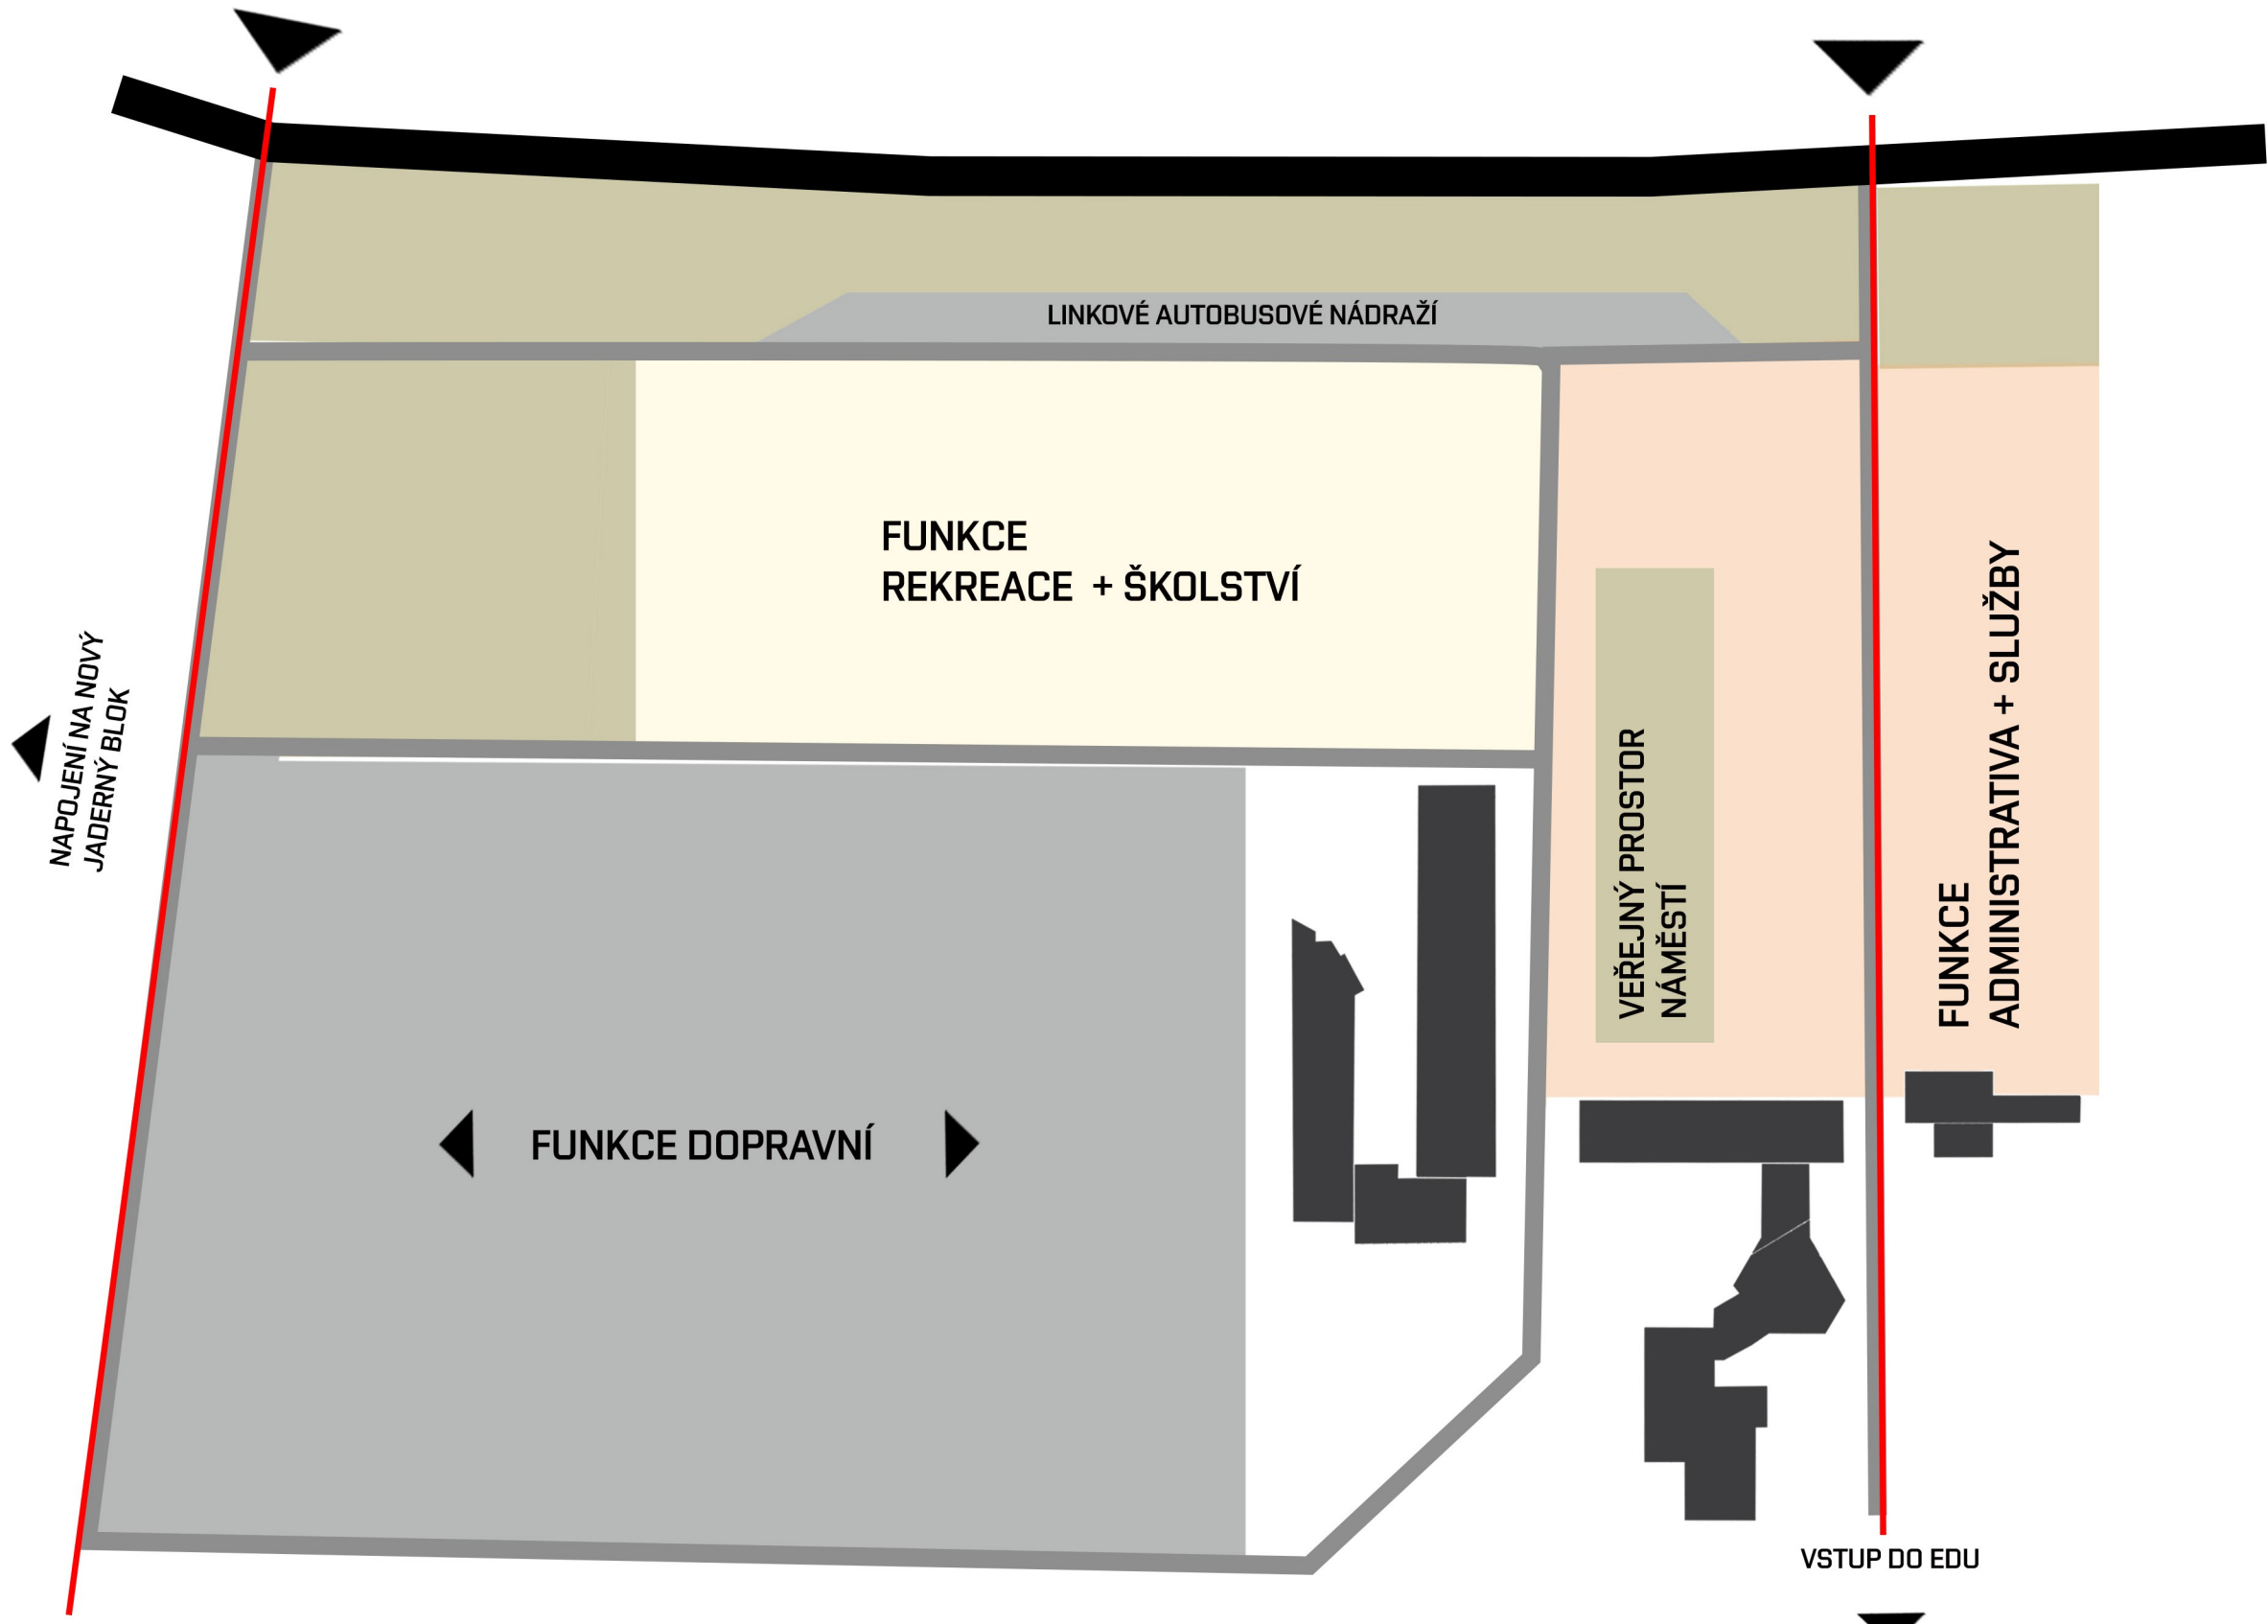 LINKOVÉ AUTOBUSOVÉ NÁDRAŽÍ
FUNKCE
REKREACE + ŠKOLSTVÍ
NAPOJENÍ NA NOVÝ
JADERNÝ BLOK
VEŘEJNÝ PROSTOR
NÁMĚSTÍ
FUNKCE
ADMINISTRATIVA + SLUŽBY
FUNKCE DOPRAVNÍ
VSTUP DO EDU